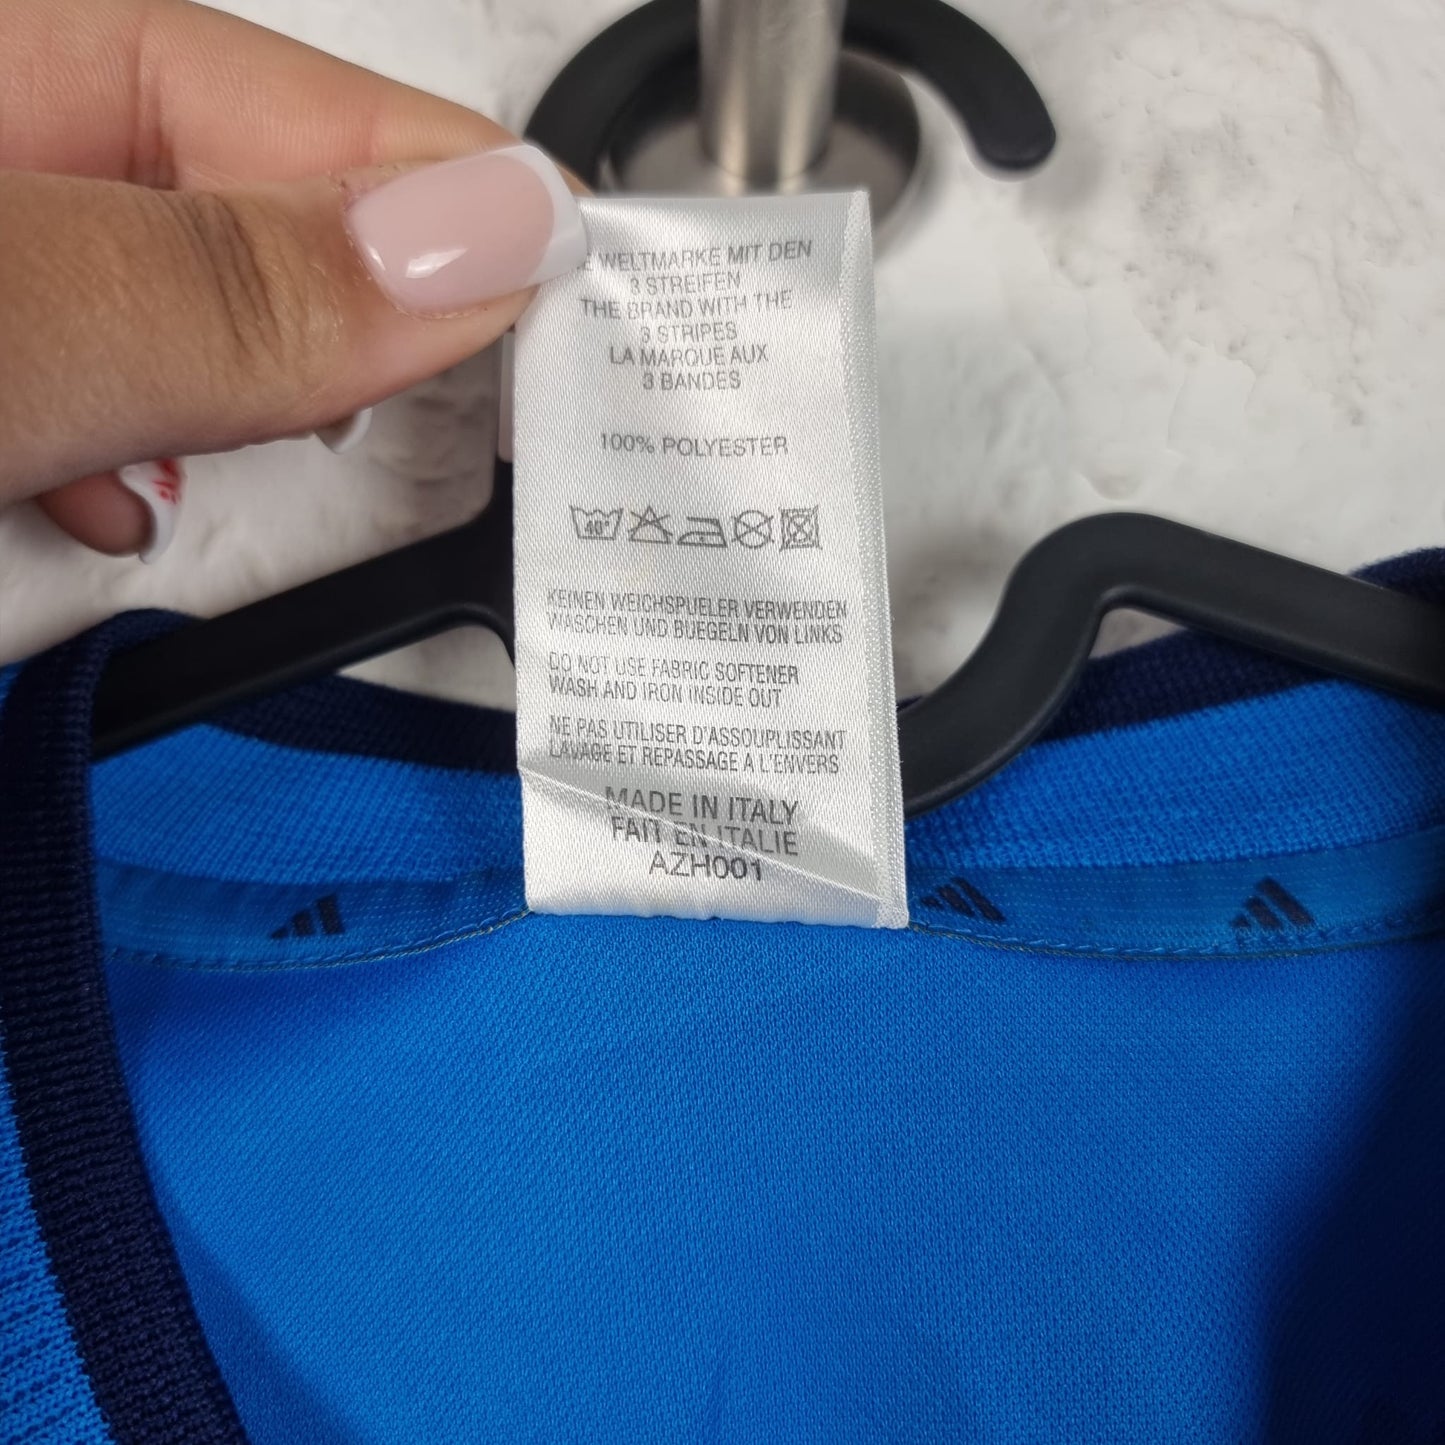 WELTMARKE MIT DEN
3 STREIFEN
THE BRAND WITH THE
3 STRIPES
LA MARQUE AUX
3 BANDES
100% POLYESTER
40°
KEINEN WEICHSPUELER VERWENDEN
WASCHEN UND BUEGELN VON LINKS
DO NOT USE FABRIC SOFTENER
WASH AND IRON INSIDE OUT
NE PAS UTILISER D'ASSOUPLISSANT
LAVAGE ET REPASSAGE A L'ENVERS
MADE IN ITALY
FAIT EN ITALIE
AZH001